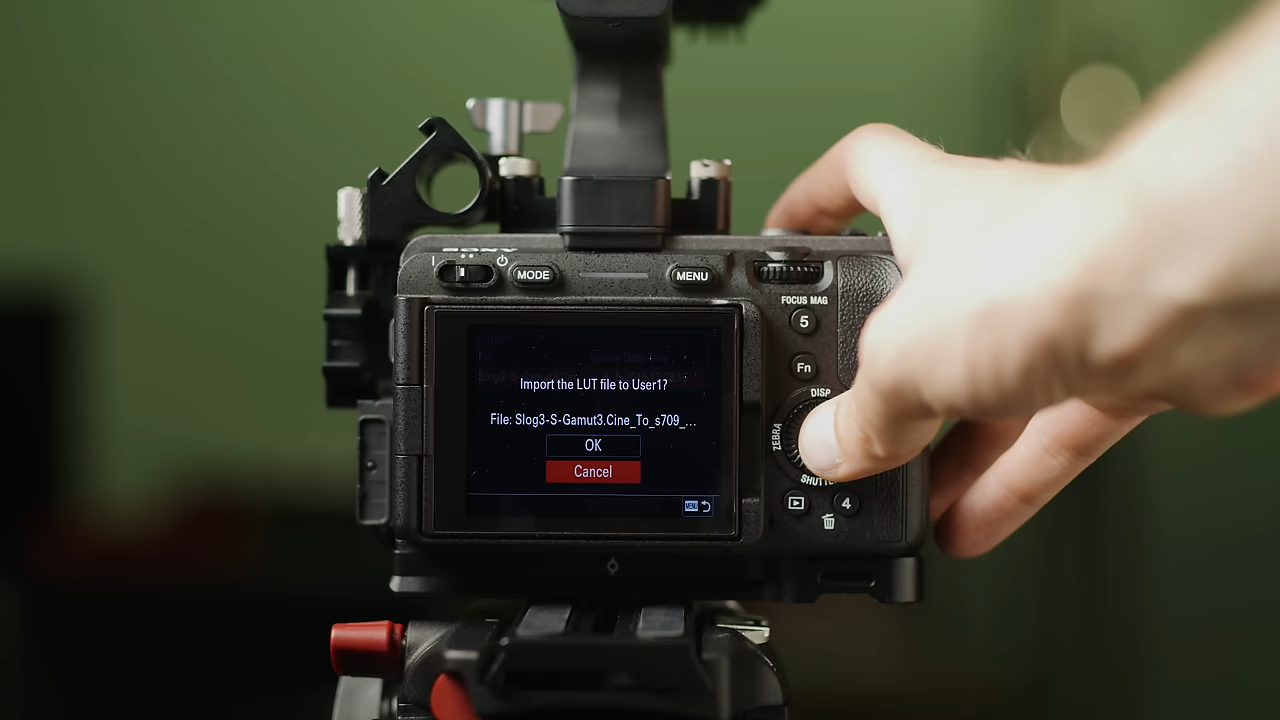 SONY
MODE
MENU
FOCUS MAG
5
Fn
DISP
ZEBRA
Import the LUT file to User1?
File: Slog3-S-Gamut3.Cine_To_s709_...
OK
Cancel
MENU
4